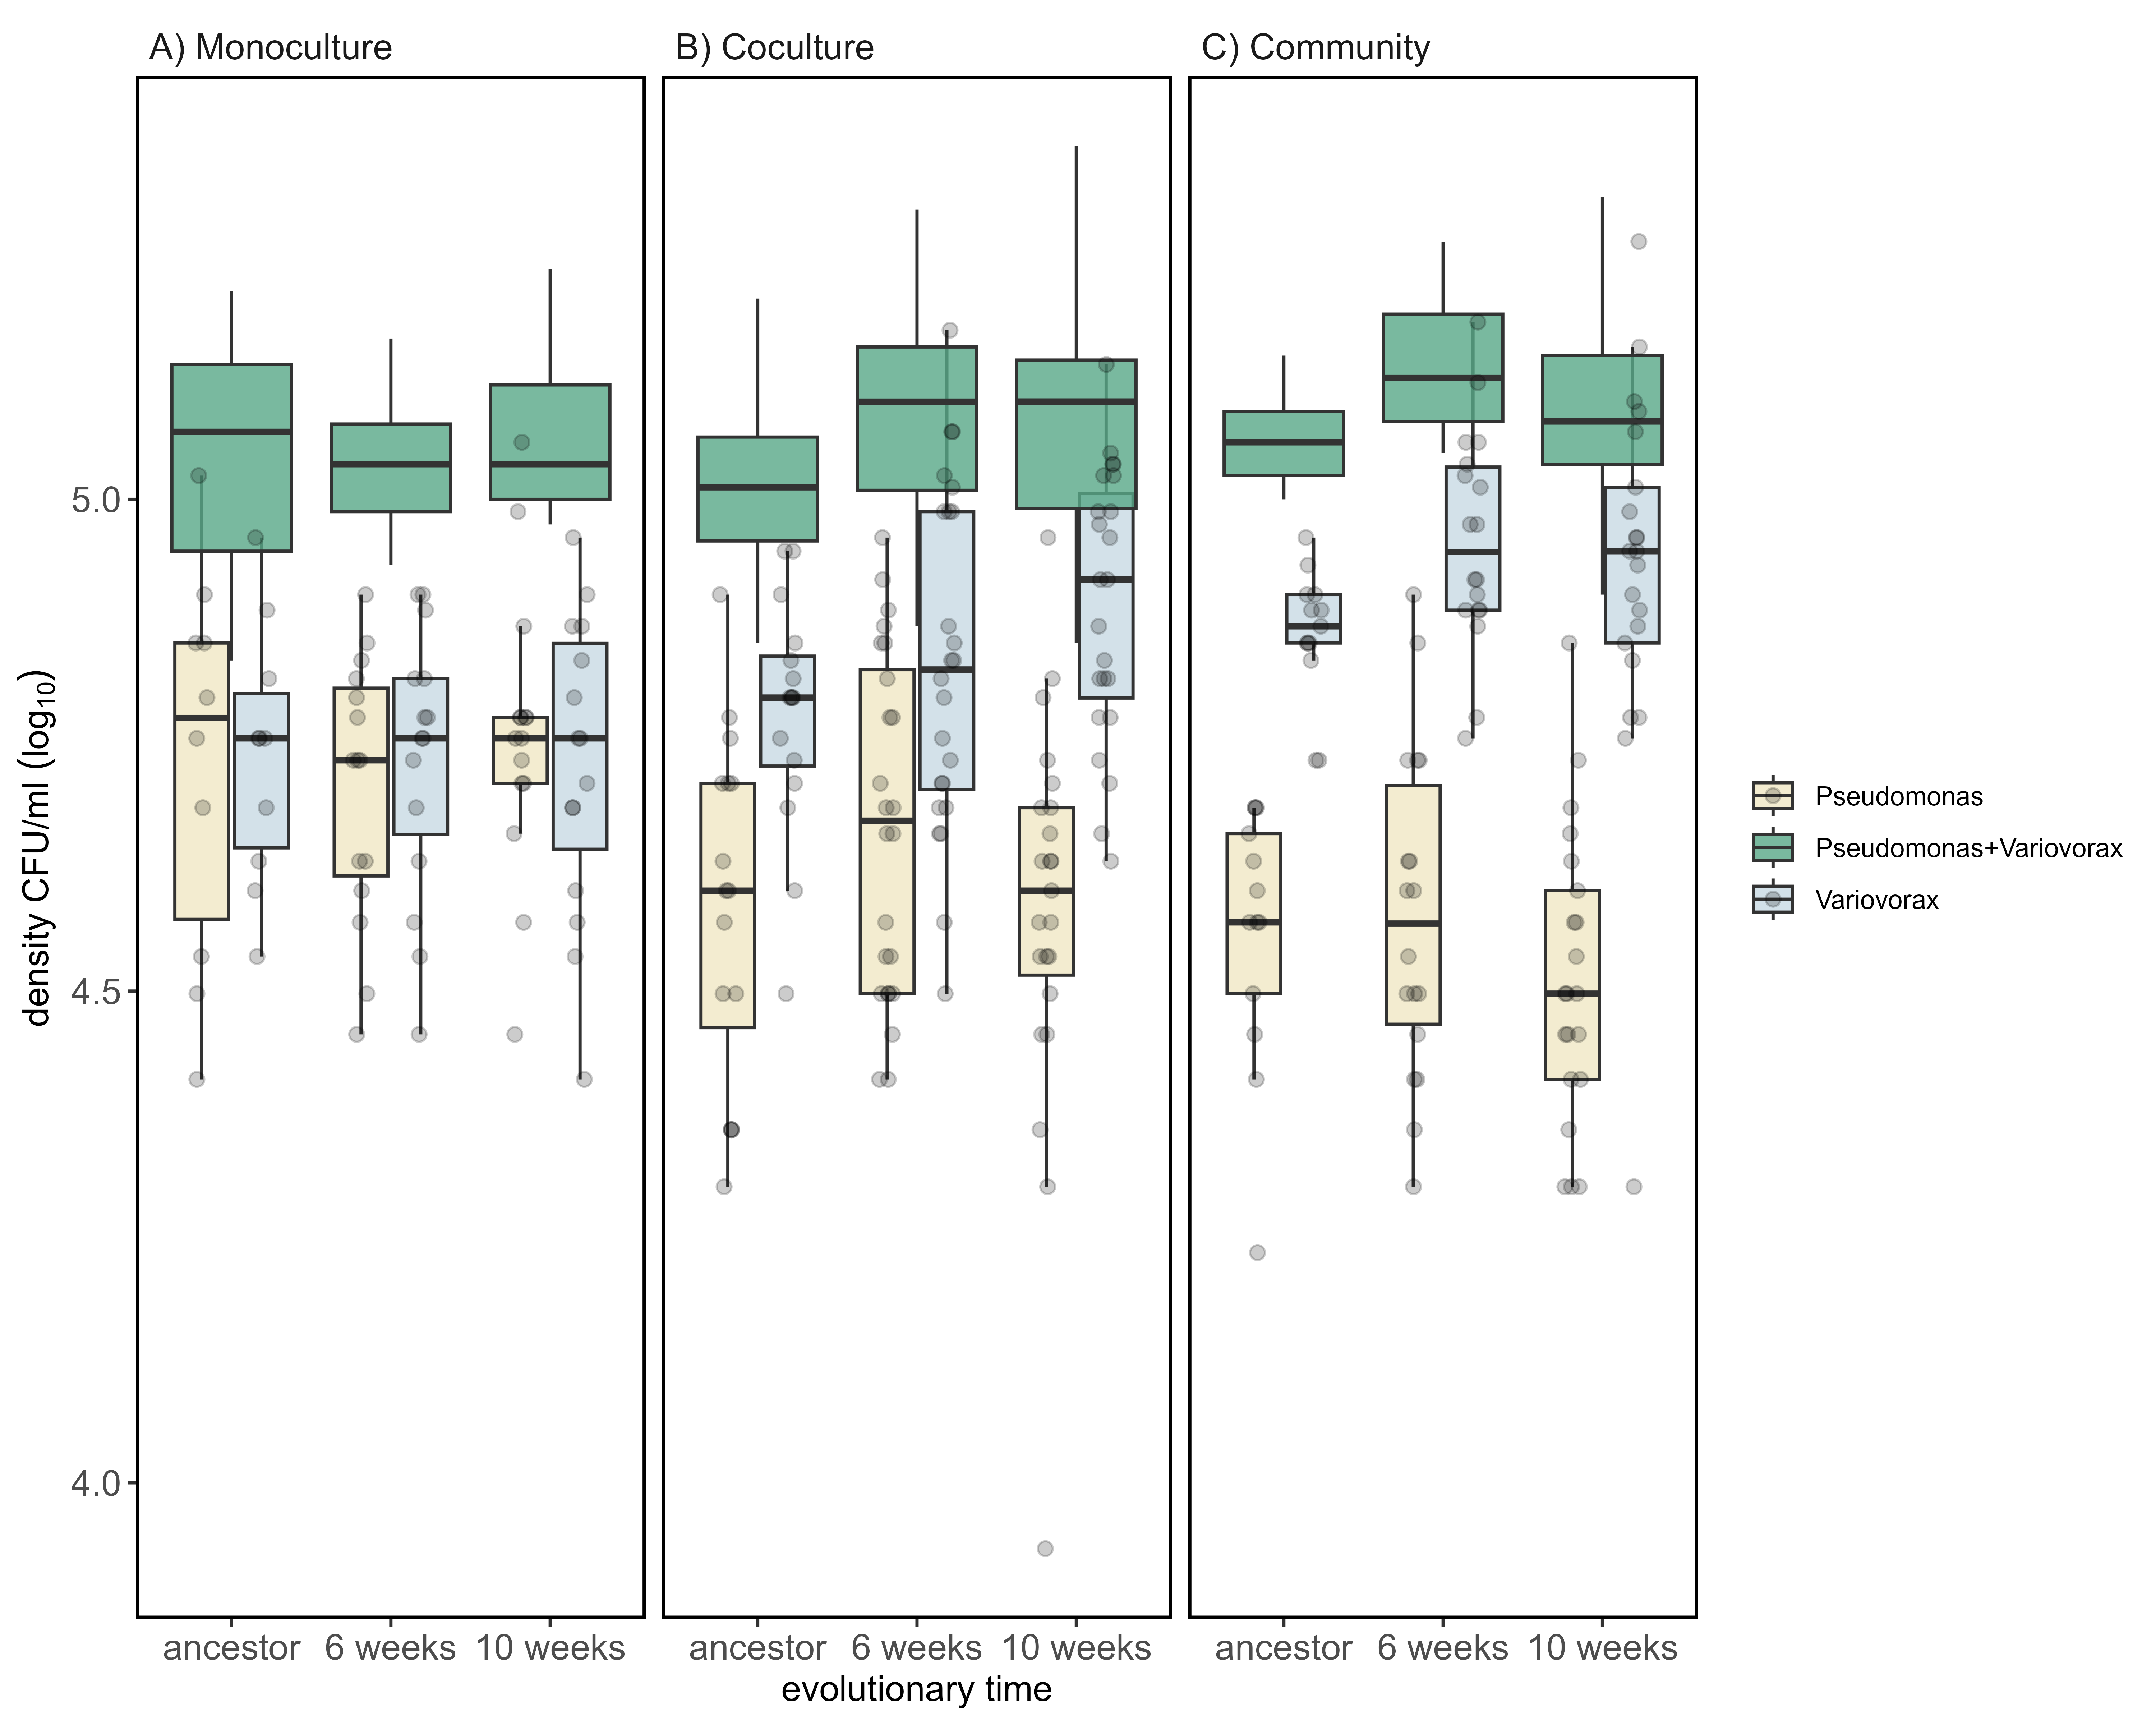 A) Monoculture
B) Coculture
C) Community
density CFU/ml (log10)
5.0
4.5
4.0
ancestor 6 weeks 10 weeks
ancestor 6 weeks 10 weeks
ancestor 6 weeks 10 weeks
evolutionary time
Pseudomonas
Pseudomonas+Variovorax
Variovorax